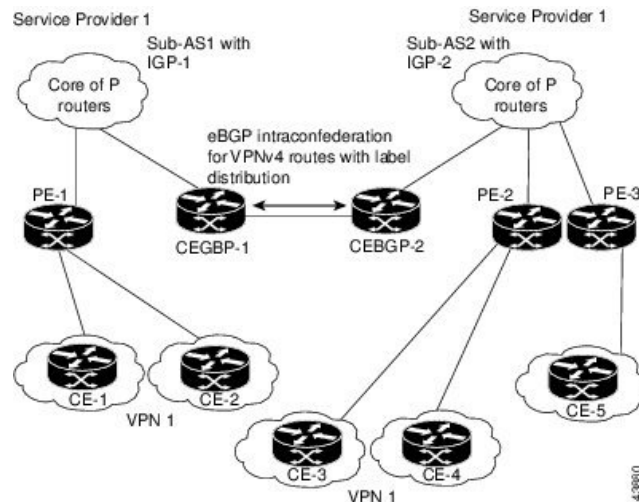 Service Provider 1
Service Provider 1
Sub-AS1 with
IGP-1
Sub-AS2 with
IGP-2
Core of P
routers
Core of P
routers
eBGP intraconfederation
for VPNv4 routes with label
distribution
PE-1
PE-2
PE-3
CEGBP-1
CEBGP-2
CE-1
CE-2
VPN 1
CE-5
CE-3
CE-4
VPN 1
43880